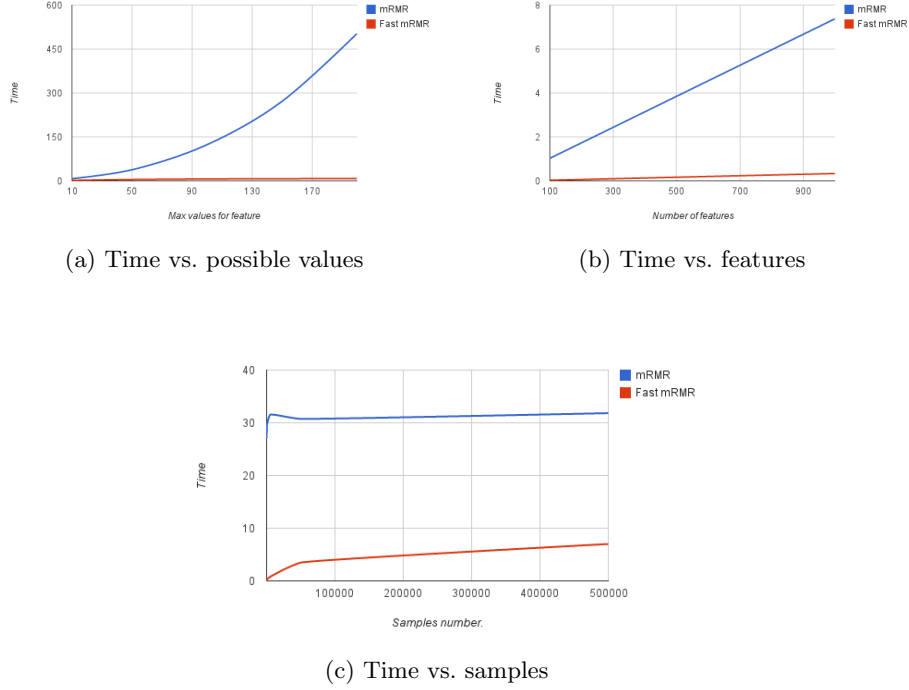 600
450
300
150
0
10
50
90
130
170
Time
Max values for feature
mRMR
Fast mRMR
(a) Time vs. possible values
8
6
4
2
0
100
300
500
700
900
Time
Number of features
mRMR
Fast mRMR
(b) Time vs. features
40
30
20
10
0
100000
200000
300000
400000
500000
Time
Samples number.
mRMR
Fast mRMR
(c) Time vs. samples